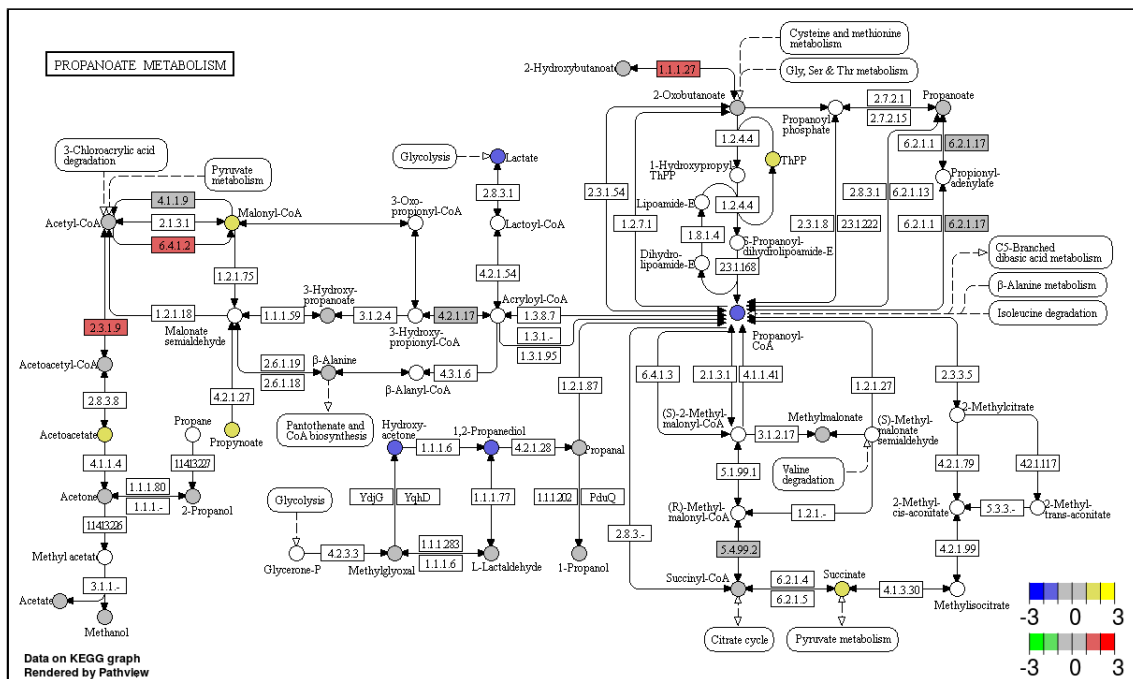 PROPANOATE METABOLISM
Cysteine and methionine
metabolism
Gly, Ser & Thr metabolism
2-Hydroxybutanoate
1.1.1.27
2-Oxobutanoate
Propanoyl
phosphate
2.7.2.1
2.7.2.15
Propanoate
3-Chloroacrylic acid
degradation
Pyruvate
metabolism
Glycolysis
Lactate
1.2.4.4
ThPP
6.2.1.1
6.2.1.17
1-Hydroxypropyl-
ThPP
Propionyl-
adenylate
4.1.1.9
Acetyl-CoA
2.1.3.1
Malonyl-CoA
6.4.1.2
3-Oxo-
propionyl-CoA
2.8.3.1
Lactoyl-CoA
2.3.1.54
1.2.7.1
Lipoamide-E
1.2.4.4
1.8.1.4
Dihydro-
lipoamide-E
S-Propanoyl-
dihydrolipoamide-E
2.3.1.168
2.3.1.8
2.3.1.222
2.8.3.1
6.2.1.13
6.2.1.1
6.2.1.17
C5-Branched
dibasic acid metabolism
β-Alanine metabolism
Isoleucine degradation
1.2.1.75
4.2.1.54
Acryloyl-CoA
3-Hydroxy-
propanoate
1.2.1.18
Malonate
semialdehyde
1.1.1.59
3.1.2.4
3-Hydroxy-
propionyl-CoA
4.2.1.17
1.3.8.7
1.3.1.-
1.3.1.95
Propanoyl-
CoA
2.3.1.9
Acetoacetyl-CoA
2.6.1.19
2.6.1.18
β-Alanine
β-Alanyl-CoA
4.3.1.6
1.2.1.87
6.4.1.3
2.1.3.1
4.1.1.41
1.2.1.27
2.3.3.5
2.8.3.8
4.2.1.27
Acetoacetate
Propane
Propynoate
Pantothenate and
CoA biosynthesis
Hydroxy-
acetone
1.1.1.6
1,2-Propanediol
4.2.1.28
Propanal
(S)-2-Methyl-
malonyl-CoA
3.1.2.17
Methylmalonate
(S)-Methyl-
malonate
semialdehyde
2-Methylcitrate
4.1.1.4
1.14.13.227
Acetone
1.1.1.80
1.1.1.-
2-Propanol
Glycolysis
YdjG
YqhD
1.1.1.77
1.1.1.202
PduQ
5.1.99.1
Valine
degradation
4.2.1.79
4.2.1.117
(R)-Methyl-
malonyl-CoA
1.2.1.-
2-Methyl-
cis-aconitate
5.3.3.-
2-Methyl-
trans-aconitate
1.14.13.226
Methyl acetate
Glycerone-P
4.2.3.3
Methylglyoxal
1.1.1.283
1.1.1.6
L-Lactaldehyde
1-Propanol
2.8.3.-
5.4.99.2
4.2.1.99
3.1.1.-
Acetate
Methanol
Succinyl-CoA
6.2.1.4
6.2.1.5
Succinate
4.1.3.30
Methylisocitrate
Citrate cycle
Pyruvate metabolism
-3 0 3
-3 0 3
Data on KEGG graph
Rendered by Pathview